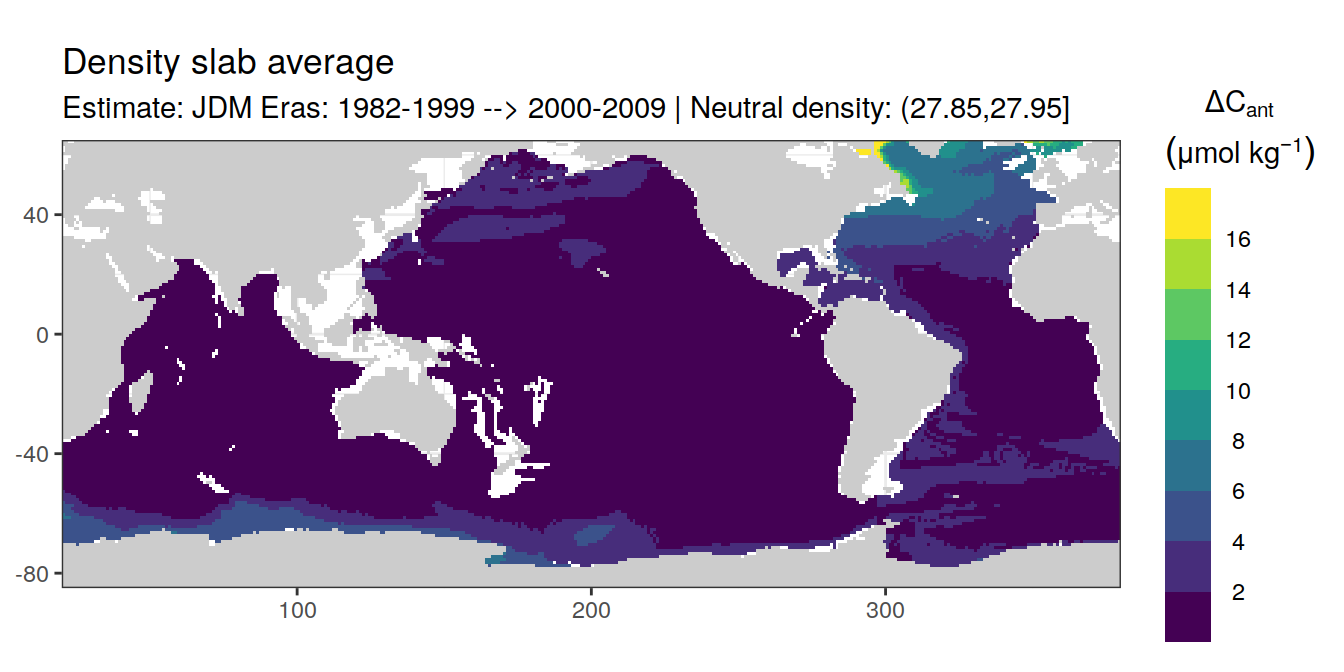 Density slab average
Estimate: JDM Eras: 1982-1999 --> 2000-2009 | Neutral density: (27.85,27.95]
ΔCant
(μmol kg⁻¹)
16
14
12
10
8
6
4
2
40
0
-40
-80
100 200 300